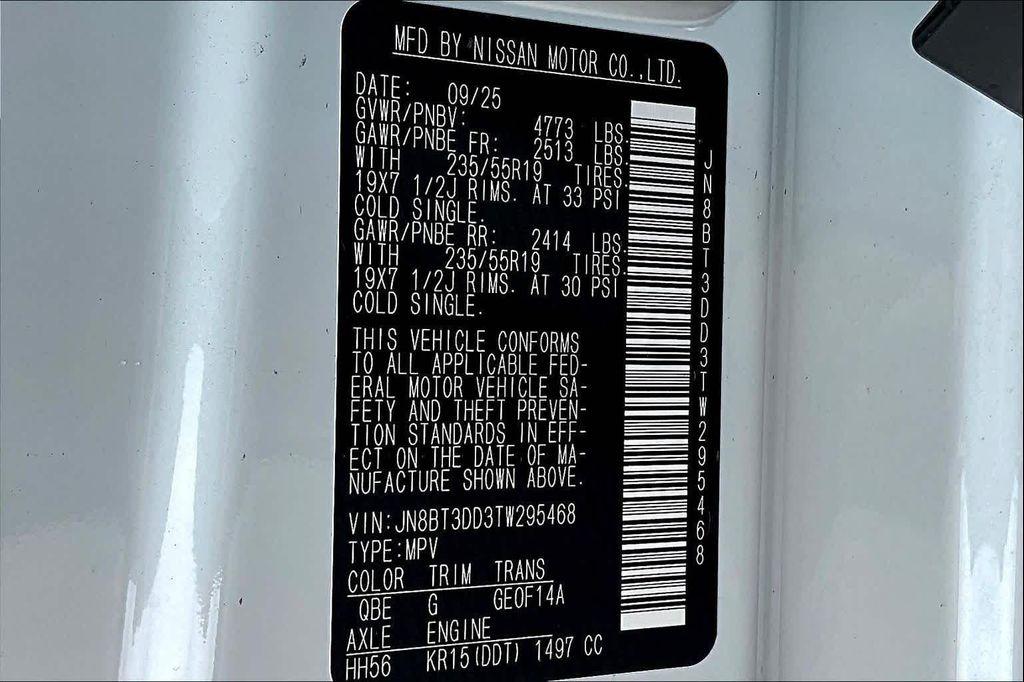 MFD BY NISSAN MOTOR CO.,LTD.
DATE: 09/25
GVWR/PNBV: 4773 LBS
GAWR/PNBE FR: 2513 LBS
WITH 235/55R19 TIRES.
19X7 1/2J RIMS. AT 33 PSI
COLD SINGLE.
GAWR/PNBE RR: 2414 LBS
WITH 235/55R19 TIRES.
19X7 1/2J RIMS. AT 30 PSI
COLD SINGLE.
THIS VEHICLE CONFORMS
TO ALL APPLICABLE FED-
ERAL MOTOR VEHICLE SA-
FETY AND THEFT PREVEN-
TION STANDARDS IN EFF-
ECT ON THE DATE OF MA-
NUFACTURE SHOWN ABOVE.
VIN:JN8BT3DD3TW295468
TYPE:MPV
COLOR TRIM TRANS
QBE G GE0F14A
AXLE ENGINE
HH56 KR15(DDT) 1497 CC
JN8BT3DD3TW295468